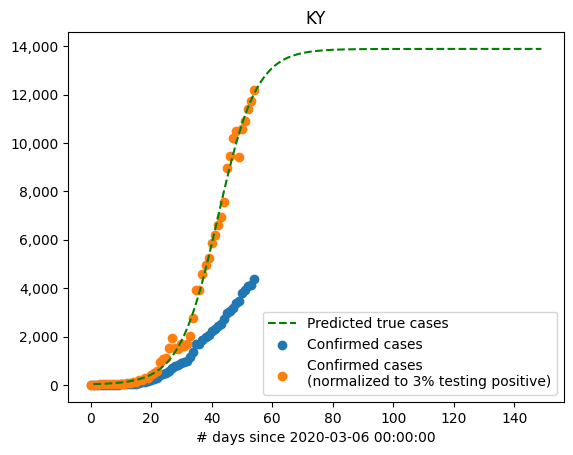 KY
14,000
12,000
10,000
8,000
6,000
4,000
2,000
0
Predicted true cases
Confirmed cases
Confirmed cases
(normalized to 3% testing positive)
0 20 40 60 80 100 120 140
# days since 2020-03-06 00:00:00